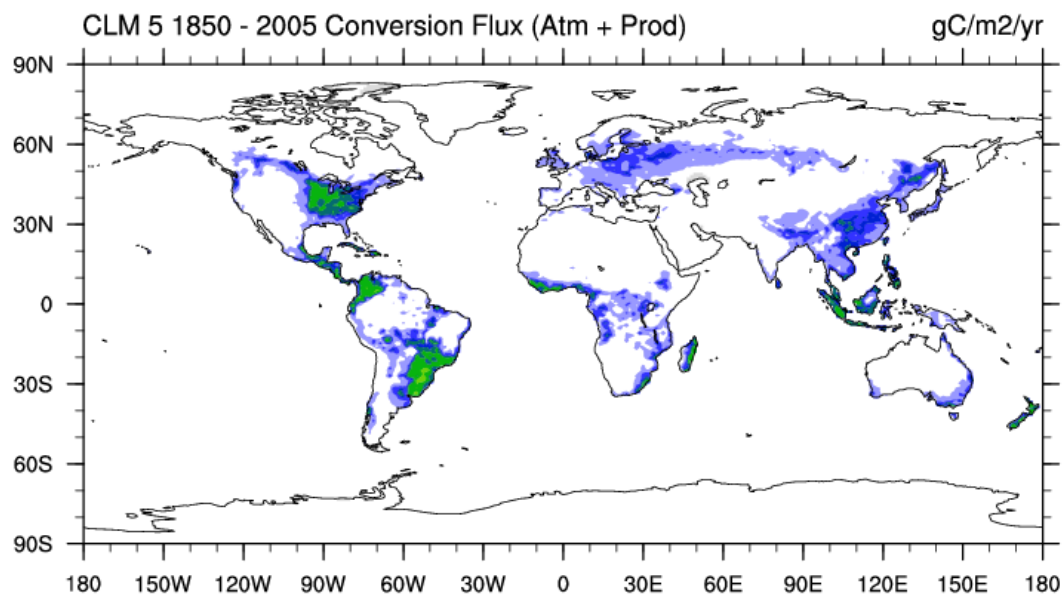 CLM 5 1850 - 2005 Conversion Flux (Atm + Prod) gC/m2/yr
90N
60N
30N
0
30S
60S
90S
180 150W 120W 90W 60W 30W 0 30E 60E 90E 120E 150E 180